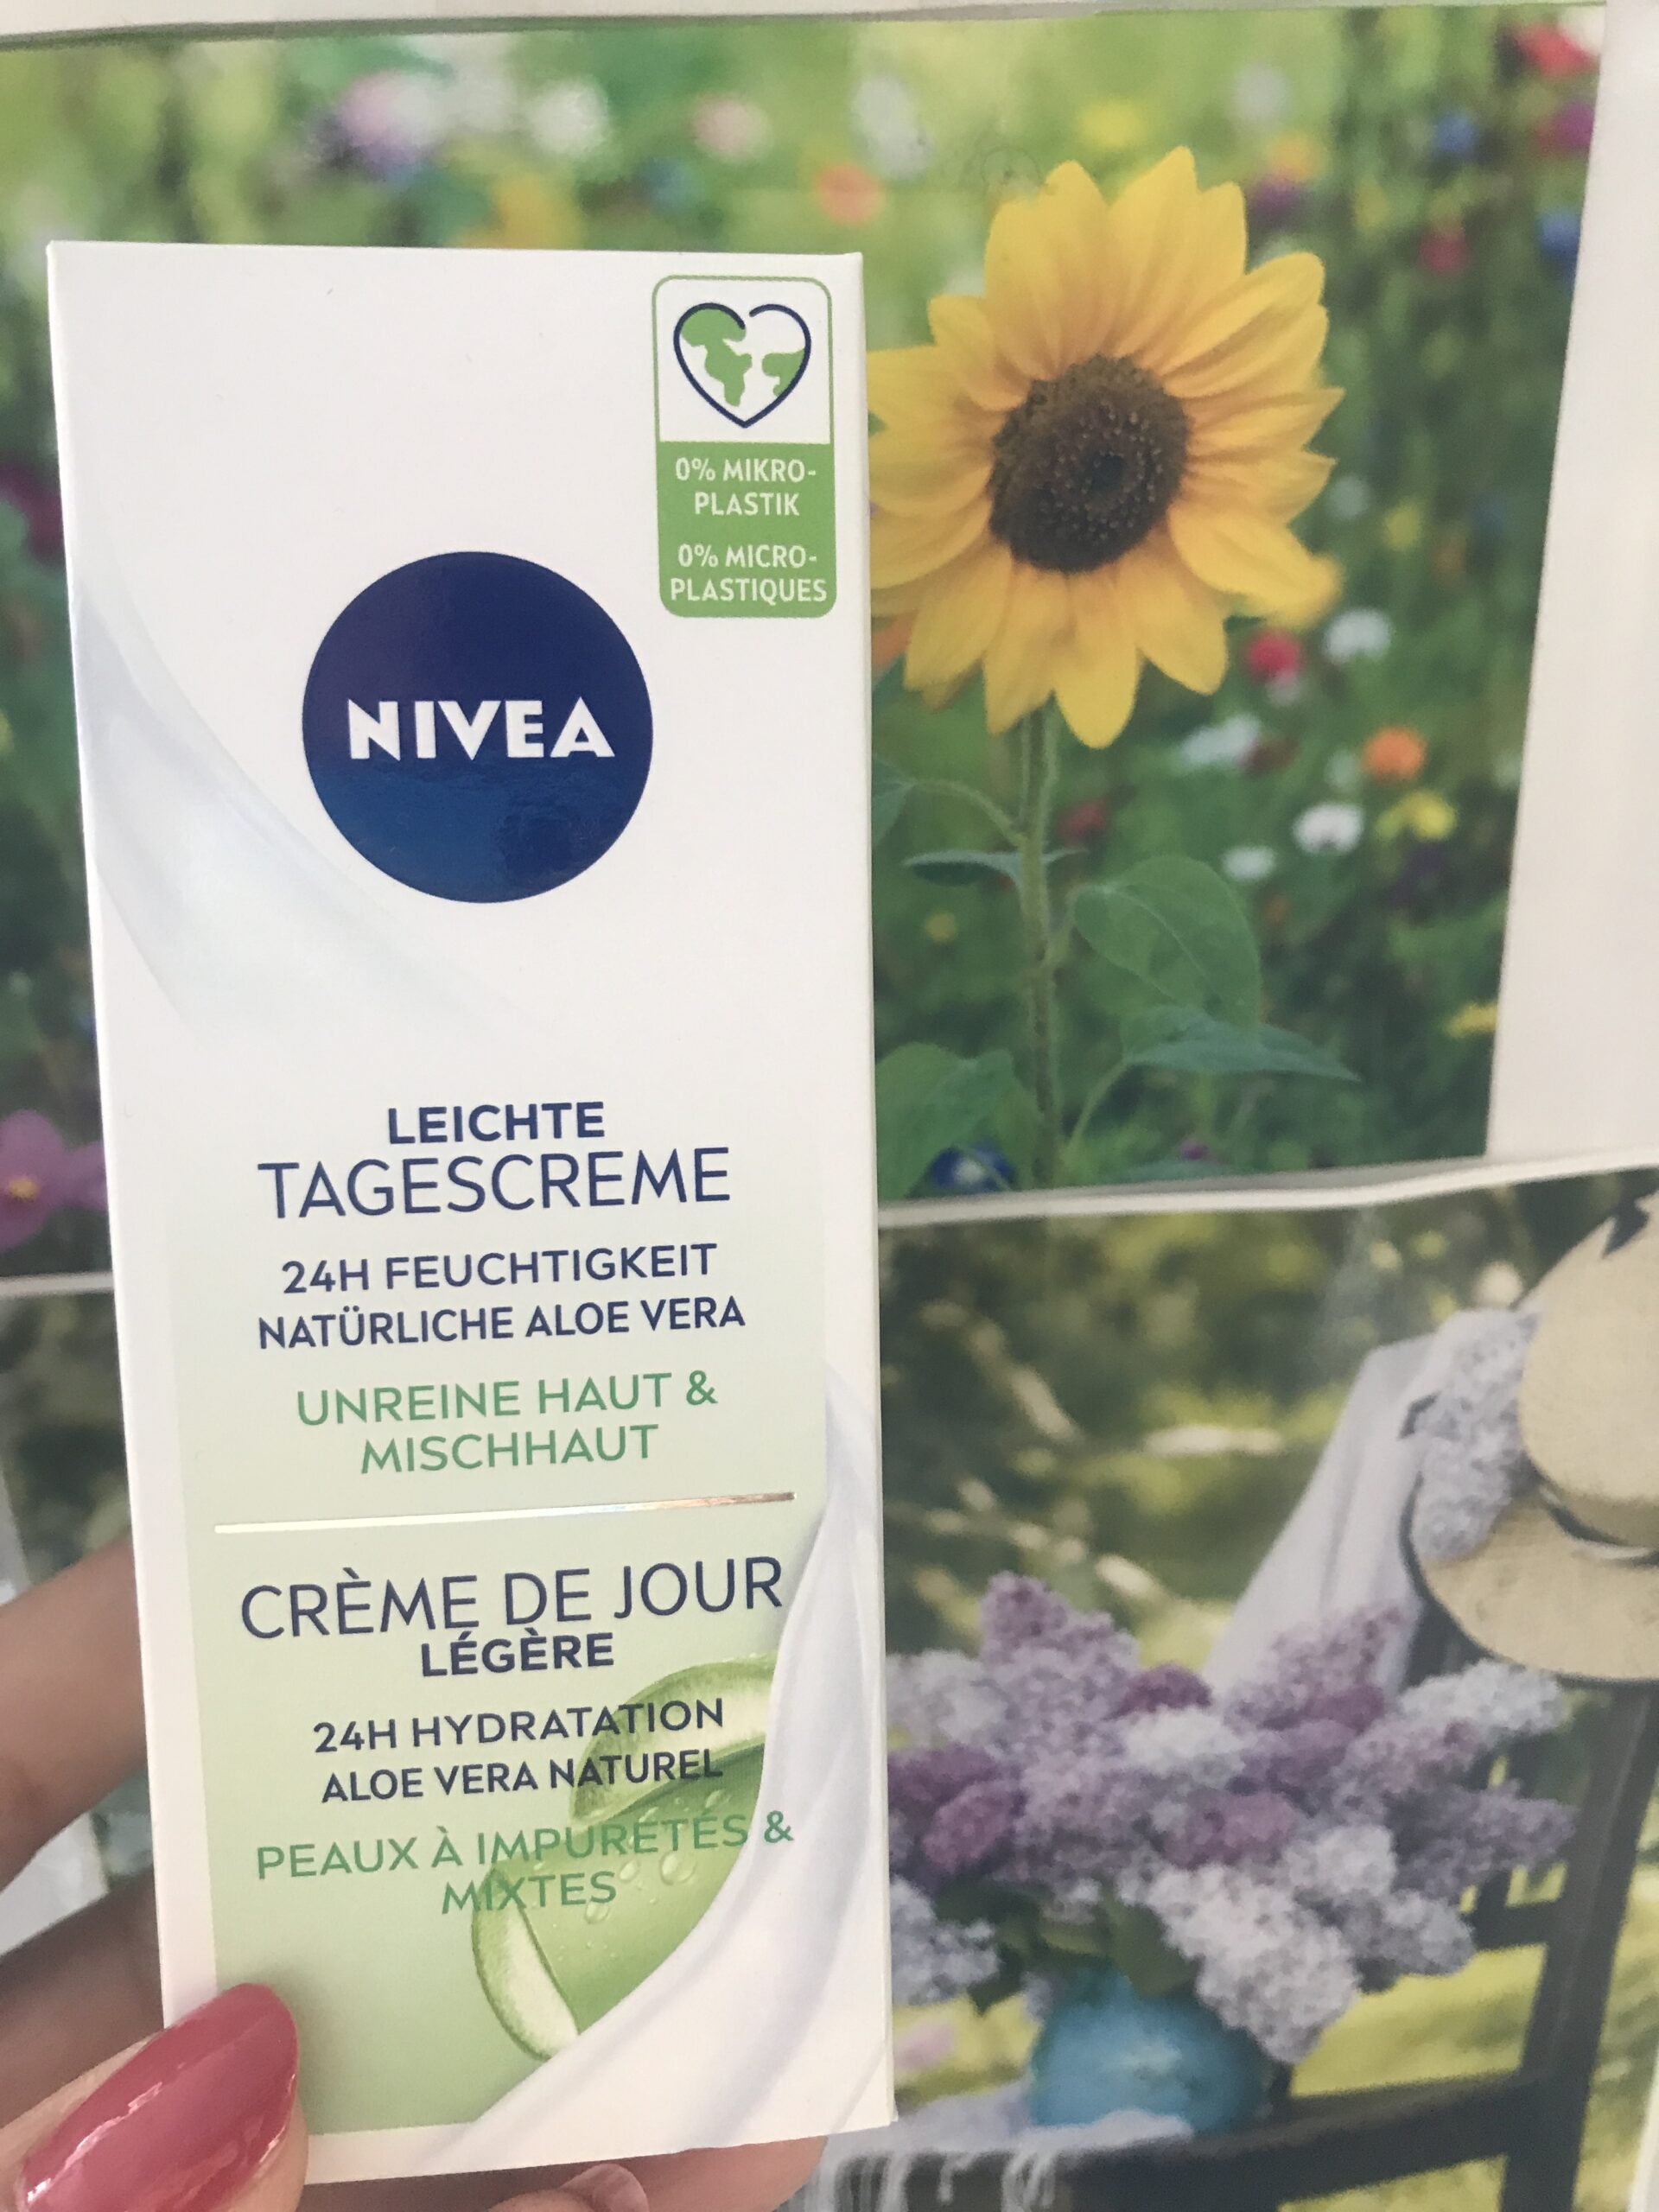 0% MIKRO-
PLASTIK
0% MICRO-
PLASTIQUES
NIVEA
LEICHTE
TAGESCREME
24H FEUCHTIGKEIT
NATÜRLICHE ALOE VERA
UNREINE HAUT &
MISCHHAUT
CRÈME DE JOUR
LÉGÈRE
24H HYDRATATION
ALOE VERA NATUREL
PEAUX À IMPURETÉS &
MIXTES